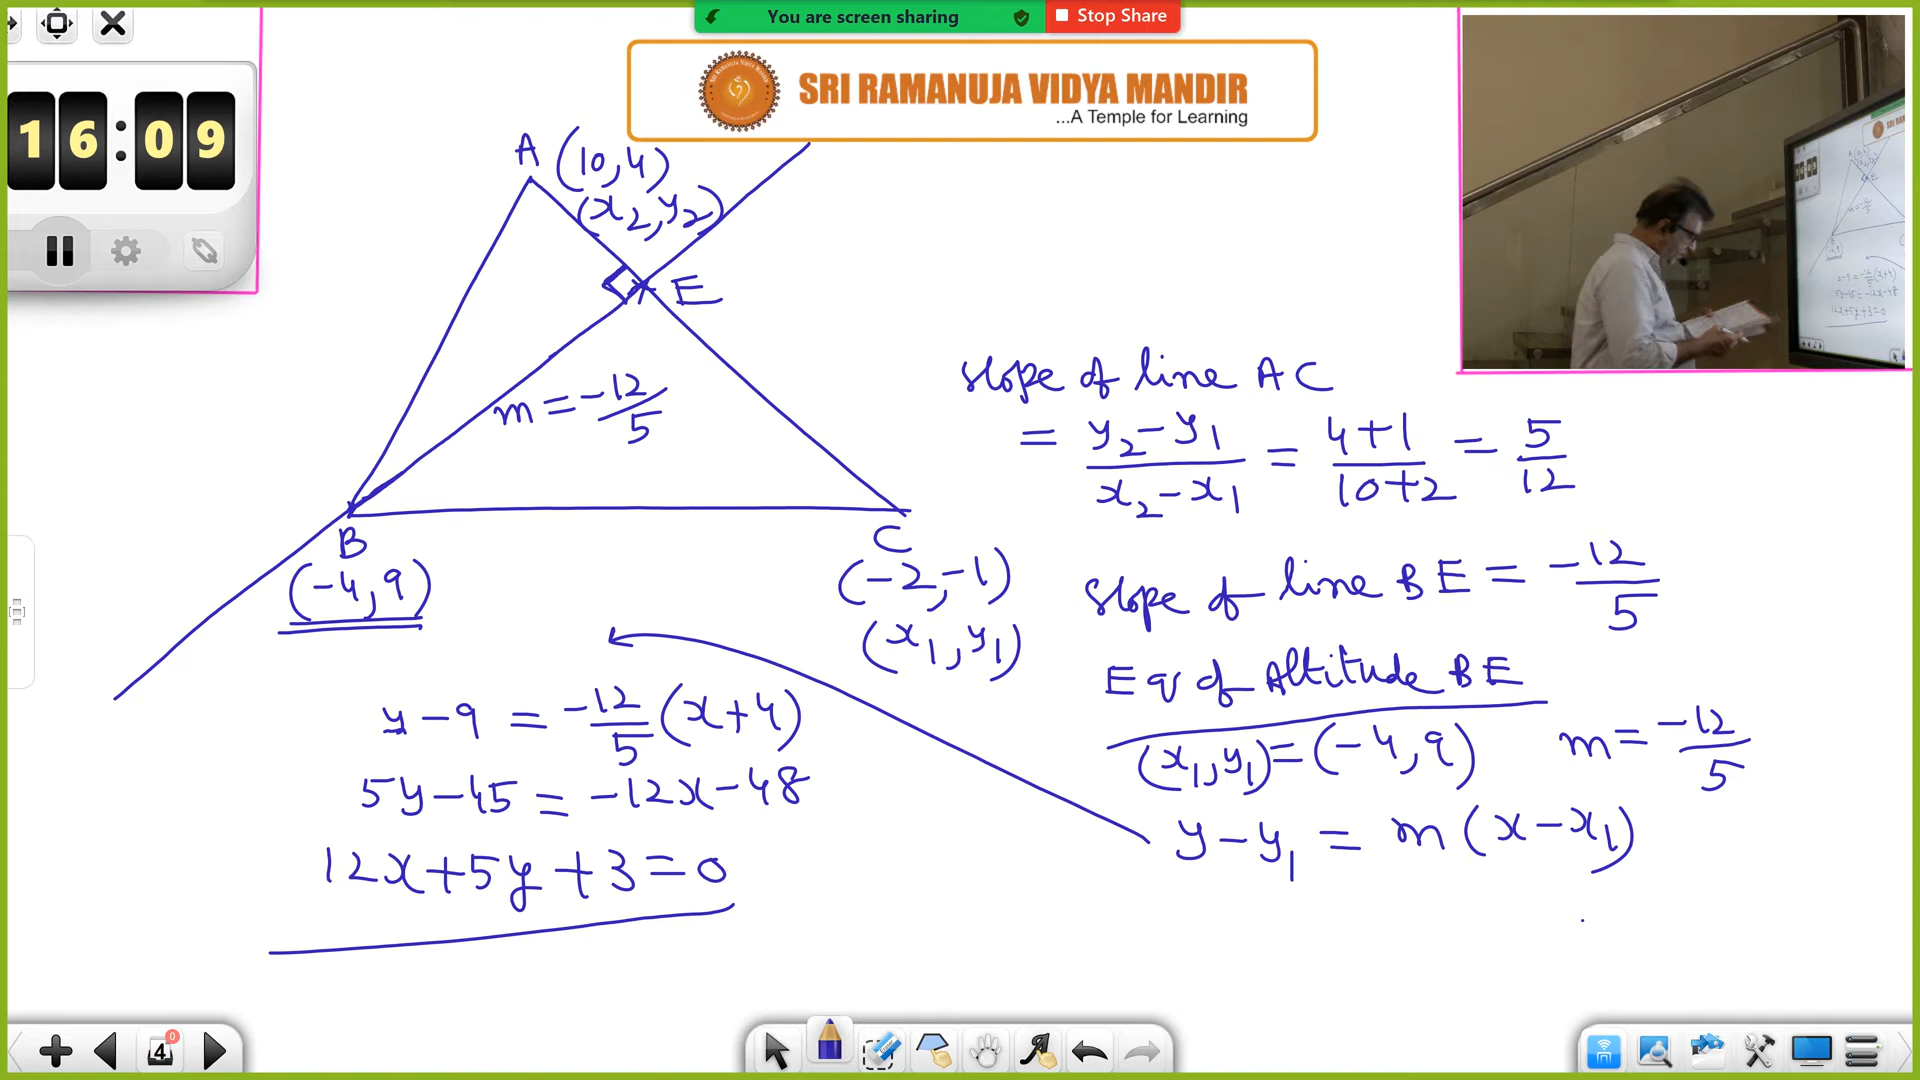 You are screen sharing
Stop Share
SRI RAMANUJA VIDYA MANDIR
...A Temple for Learning
16:09
A (10,4)
(x₂,y₂)
E
m = -12/5
B
(-4,9)
C
(-2,-1)
(x₁,y₁)
y-9 = -12/5 (x+4)
5y-45 = -12x-48
12x+5y+3=0
Slope of line AC
= y₂-y₁/x₂-x₁ = 4+1/10+2 = 5/12
Slope of line BE = -12/5
Eq of Altitude BE
(x₁,y₁)=(-4,9) m = -12/5
y-y₁ = m(x-x₁)
4
0